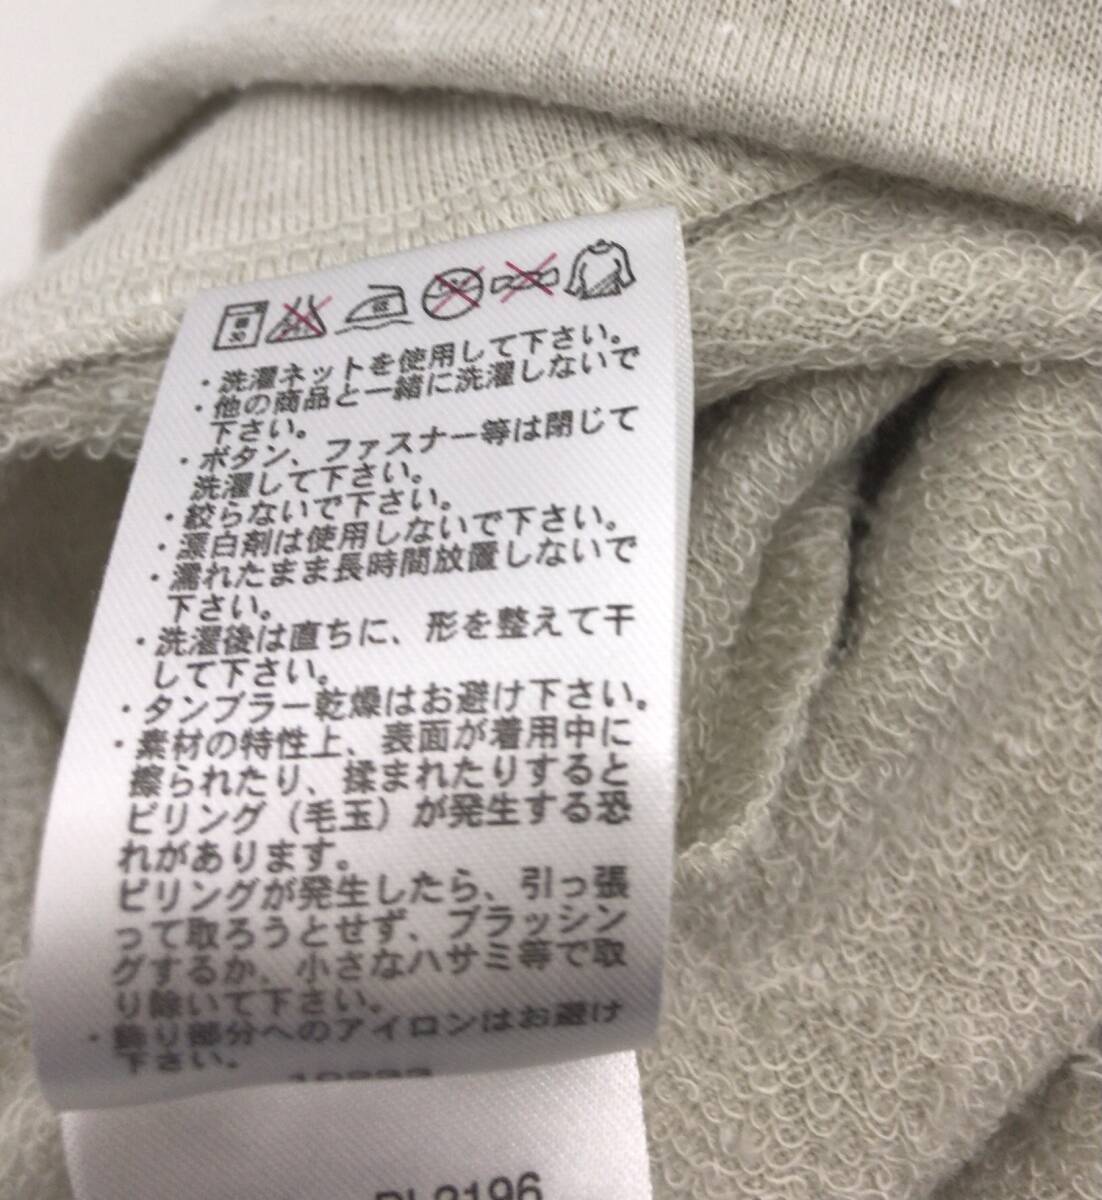 ・洗濯ネットを使用して下さい。
・他の商品と一緒に洗濯しないで
下さい。
・ボタン、ファスナー等は閉じて
洗濯して下さい。
・絞らないで下さい。
・漂白剤は使用しないで下さい。
・濡れたまま長時間放置しないで
下さい。
・洗濯後は直ちに、形を整えて干
して下さい。
・タンブラー乾燥はお避け下さい。
・素材の特性上、表面が着用中に
擦られたり、揉まれたりすると
ピリング（毛玉）が発生する恐
れがあります。
ピリングが発生したら、引っ張
って取ろうとせず、ブラッシン
グするか、小さなハサミ等で取
り除いて下さい。
・飾り部分へのアイロンはお避け
下さい。